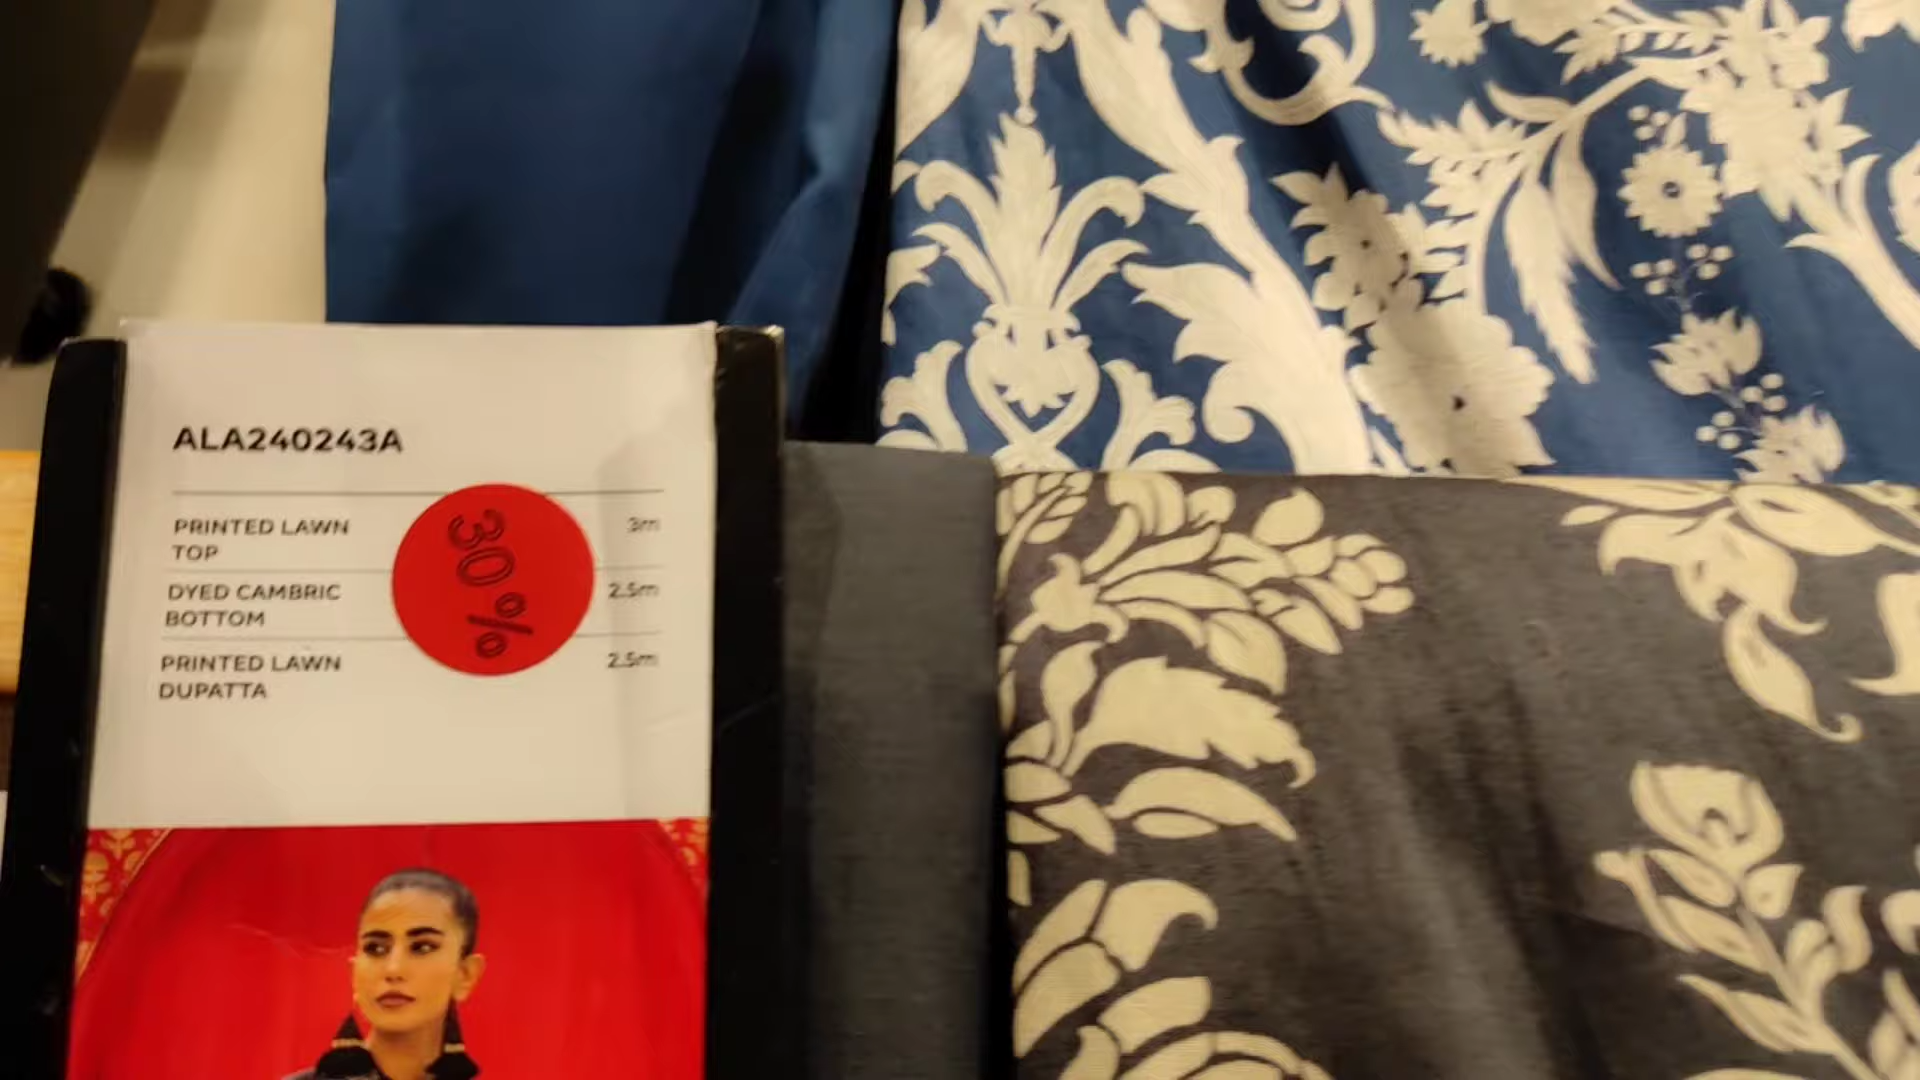 ALA240243A
PRINTED LAWN TOP 3m
DYED CAMBRIC BOTTOM 2.5m
PRINTED LAWN DUPATTA 2.5m
30%